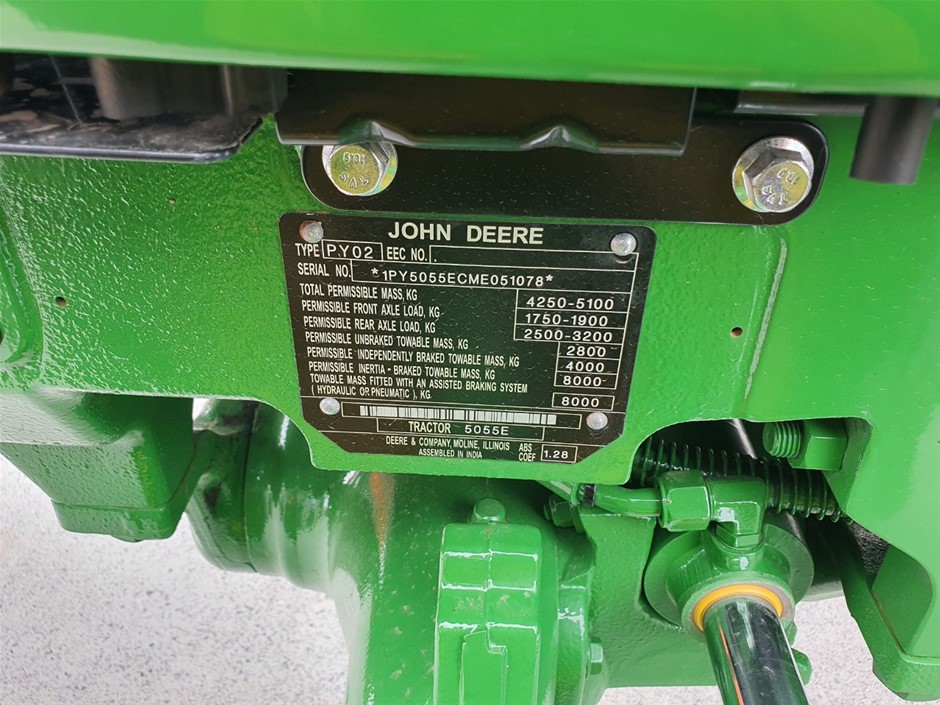 JOHN DEERE
TYPE PY02 EEC NO. .
SERIAL NO. *1PY5055ECME051078*
TOTAL PERMISSIBLE MASS, KG 4250-5100
PERMISSIBLE FRONT AXLE LOAD, KG 1750-1900
PERMISSIBLE REAR AXLE LOAD, KG 2500-3200
PERMISSIBLE UNBRAKED TOWABLE MASS, KG 2800
PERMISSIBLE INDEPENDENTLY BRAKED TOWABLE MASS, KG 4000
PERMISSIBLE INERTIA - BRAKED TOWABLE MASS, KG 8000
TOWABLE MASS FITTED WITH AN ASSISTED BRAKING SYSTEM
( HYDRAULIC OR PNEUMATIC ), KG 8000
TRACTOR 5055E
DEERE & COMPANY, MOLINE, ILLINOIS
ASSEMBLED IN INDIA
ABS
COEF 1.28